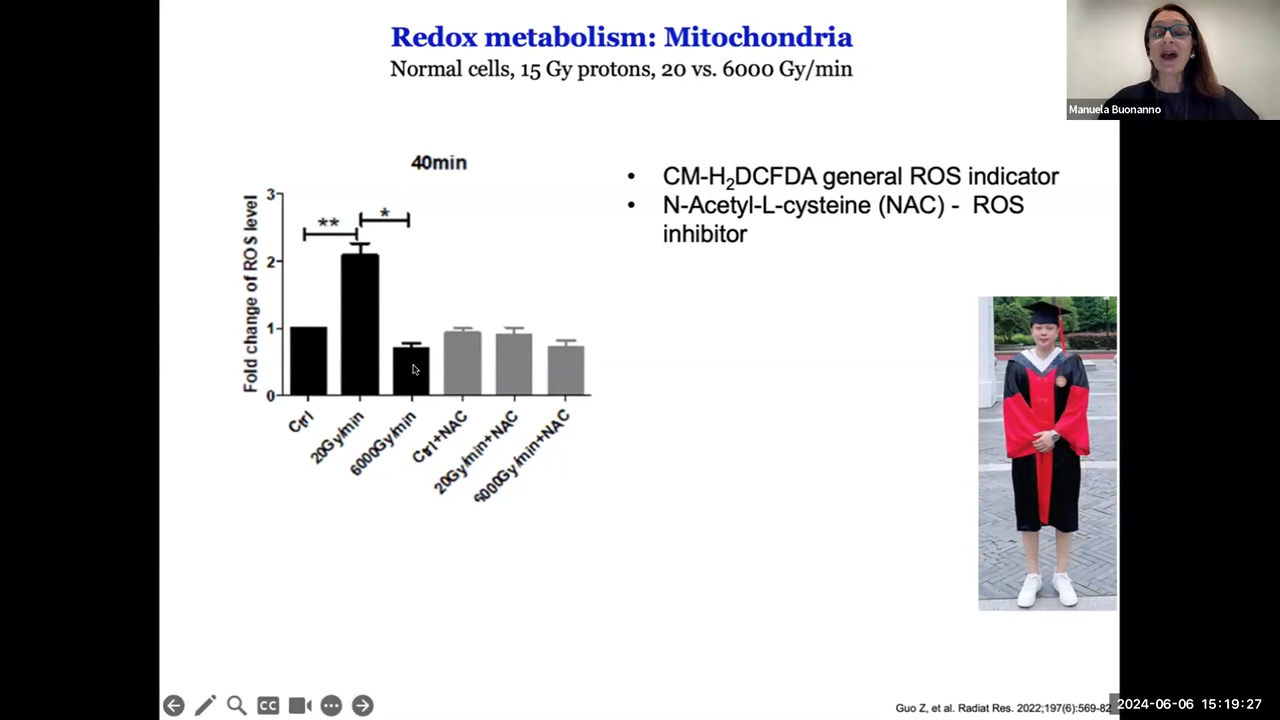 Redox metabolism: Mitochondria
Normal cells, 15 Gy protons, 20 vs. 6000 Gy/min
Manuela Buonanno
40min
Fold change of ROS level
3
2
1
0
**
*
Ctrl
20Gy/min
6000Gy/min
Ctrl+NAC
20Gy/min+NAC
6000Gy/min+NAC
• CM-H₂DCFDA general ROS indicator
• N-Acetyl-L-cysteine (NAC) - ROS
inhibitor
CC
Guo Z, et al. Radiat Res. 2022;197(6):569-82
2024-06-06 15:19:27